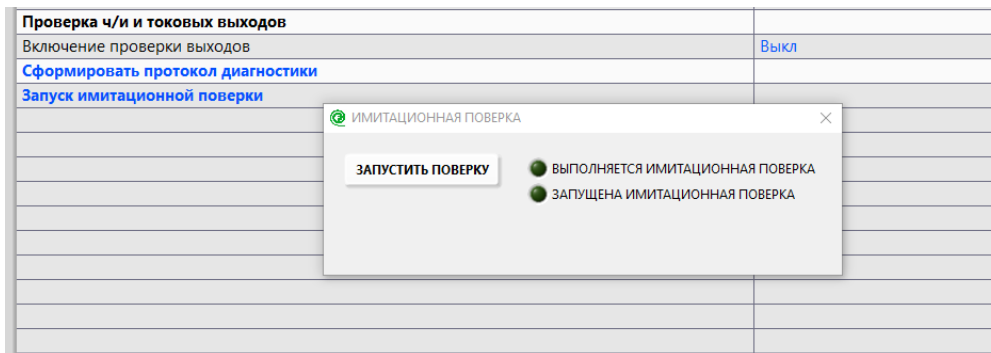 Проверка ч/и и токовых выходов
Включение проверки выходов Выкл
Сформировать протокол диагностики
Запуск имитационной поверки
ИМИТАЦИОННАЯ ПОВЕРКА
ЗАПУСТИТЬ ПОВЕРКУ
ВЫПОЛНЯЕТСЯ ИМИТАЦИОННАЯ ПОВЕРКА
ЗАПУЩЕНА ИМИТАЦИОННАЯ ПОВЕРКА